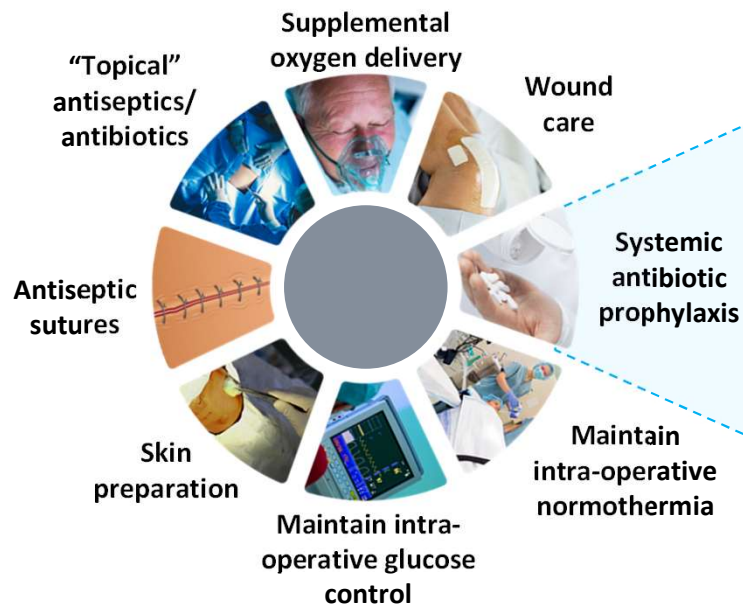 Supplemental
oxygen delivery
Wound
care
Systemic
antibiotic
prophylaxis
Maintain
intra-operative
normothermia
Maintain intra-
operative glucose
control
Skin
preparation
Antiseptic
sutures
“Topical”
antiseptics/
antibiotics